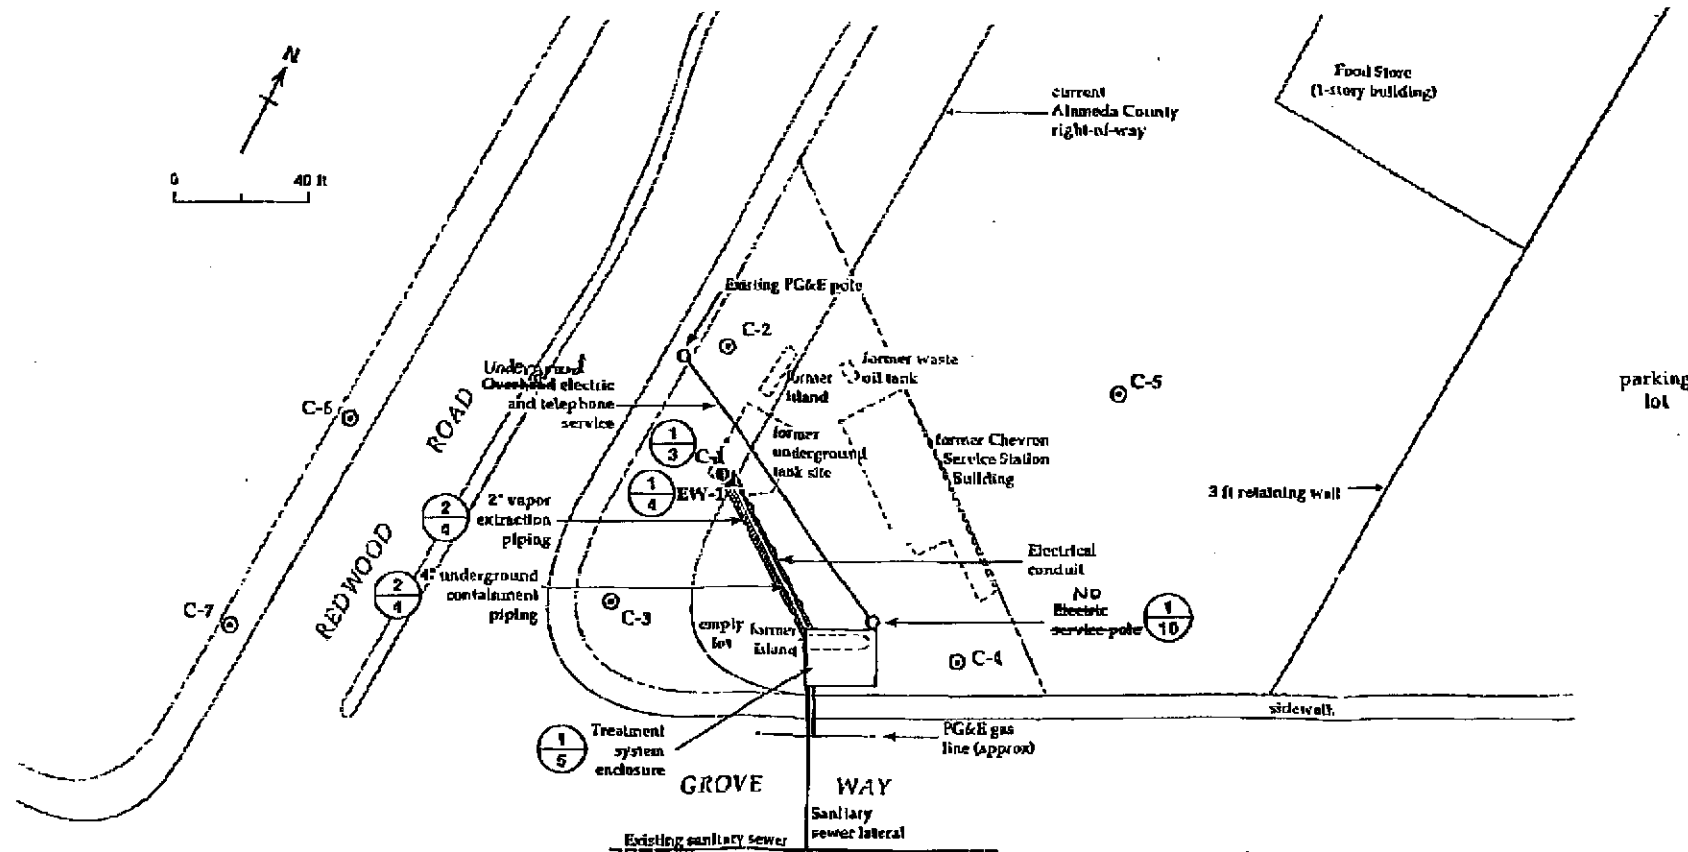 N
0 40 ft
current
Alameda County
right-of-way
Food Store
(1-story building)
Existing PG&E pole
C-2
Underground
Overhead electric
and telephone
service
former
island
former waste
oil tank
C-5
parking
lot
C-6
ROAD
1
3
C-1
former
underground
tank site
former Chevron
Service Station
Building
1
4
EW-1
3 ft retaining wall
2
4
2" vapor
extraction
piping
REDWOOD
Electrical
conduit
2
4
4" underground
containment
piping
C-7
C-3
empty
lot
former
island
No
Electric
service pole
1
10
C-4
sidewalk
1
5
Treatment
system
enclosure
PG&E gas
line (approx)
GROVE WAY
Sanitary
sewer lateral
Existing sanitary sewer